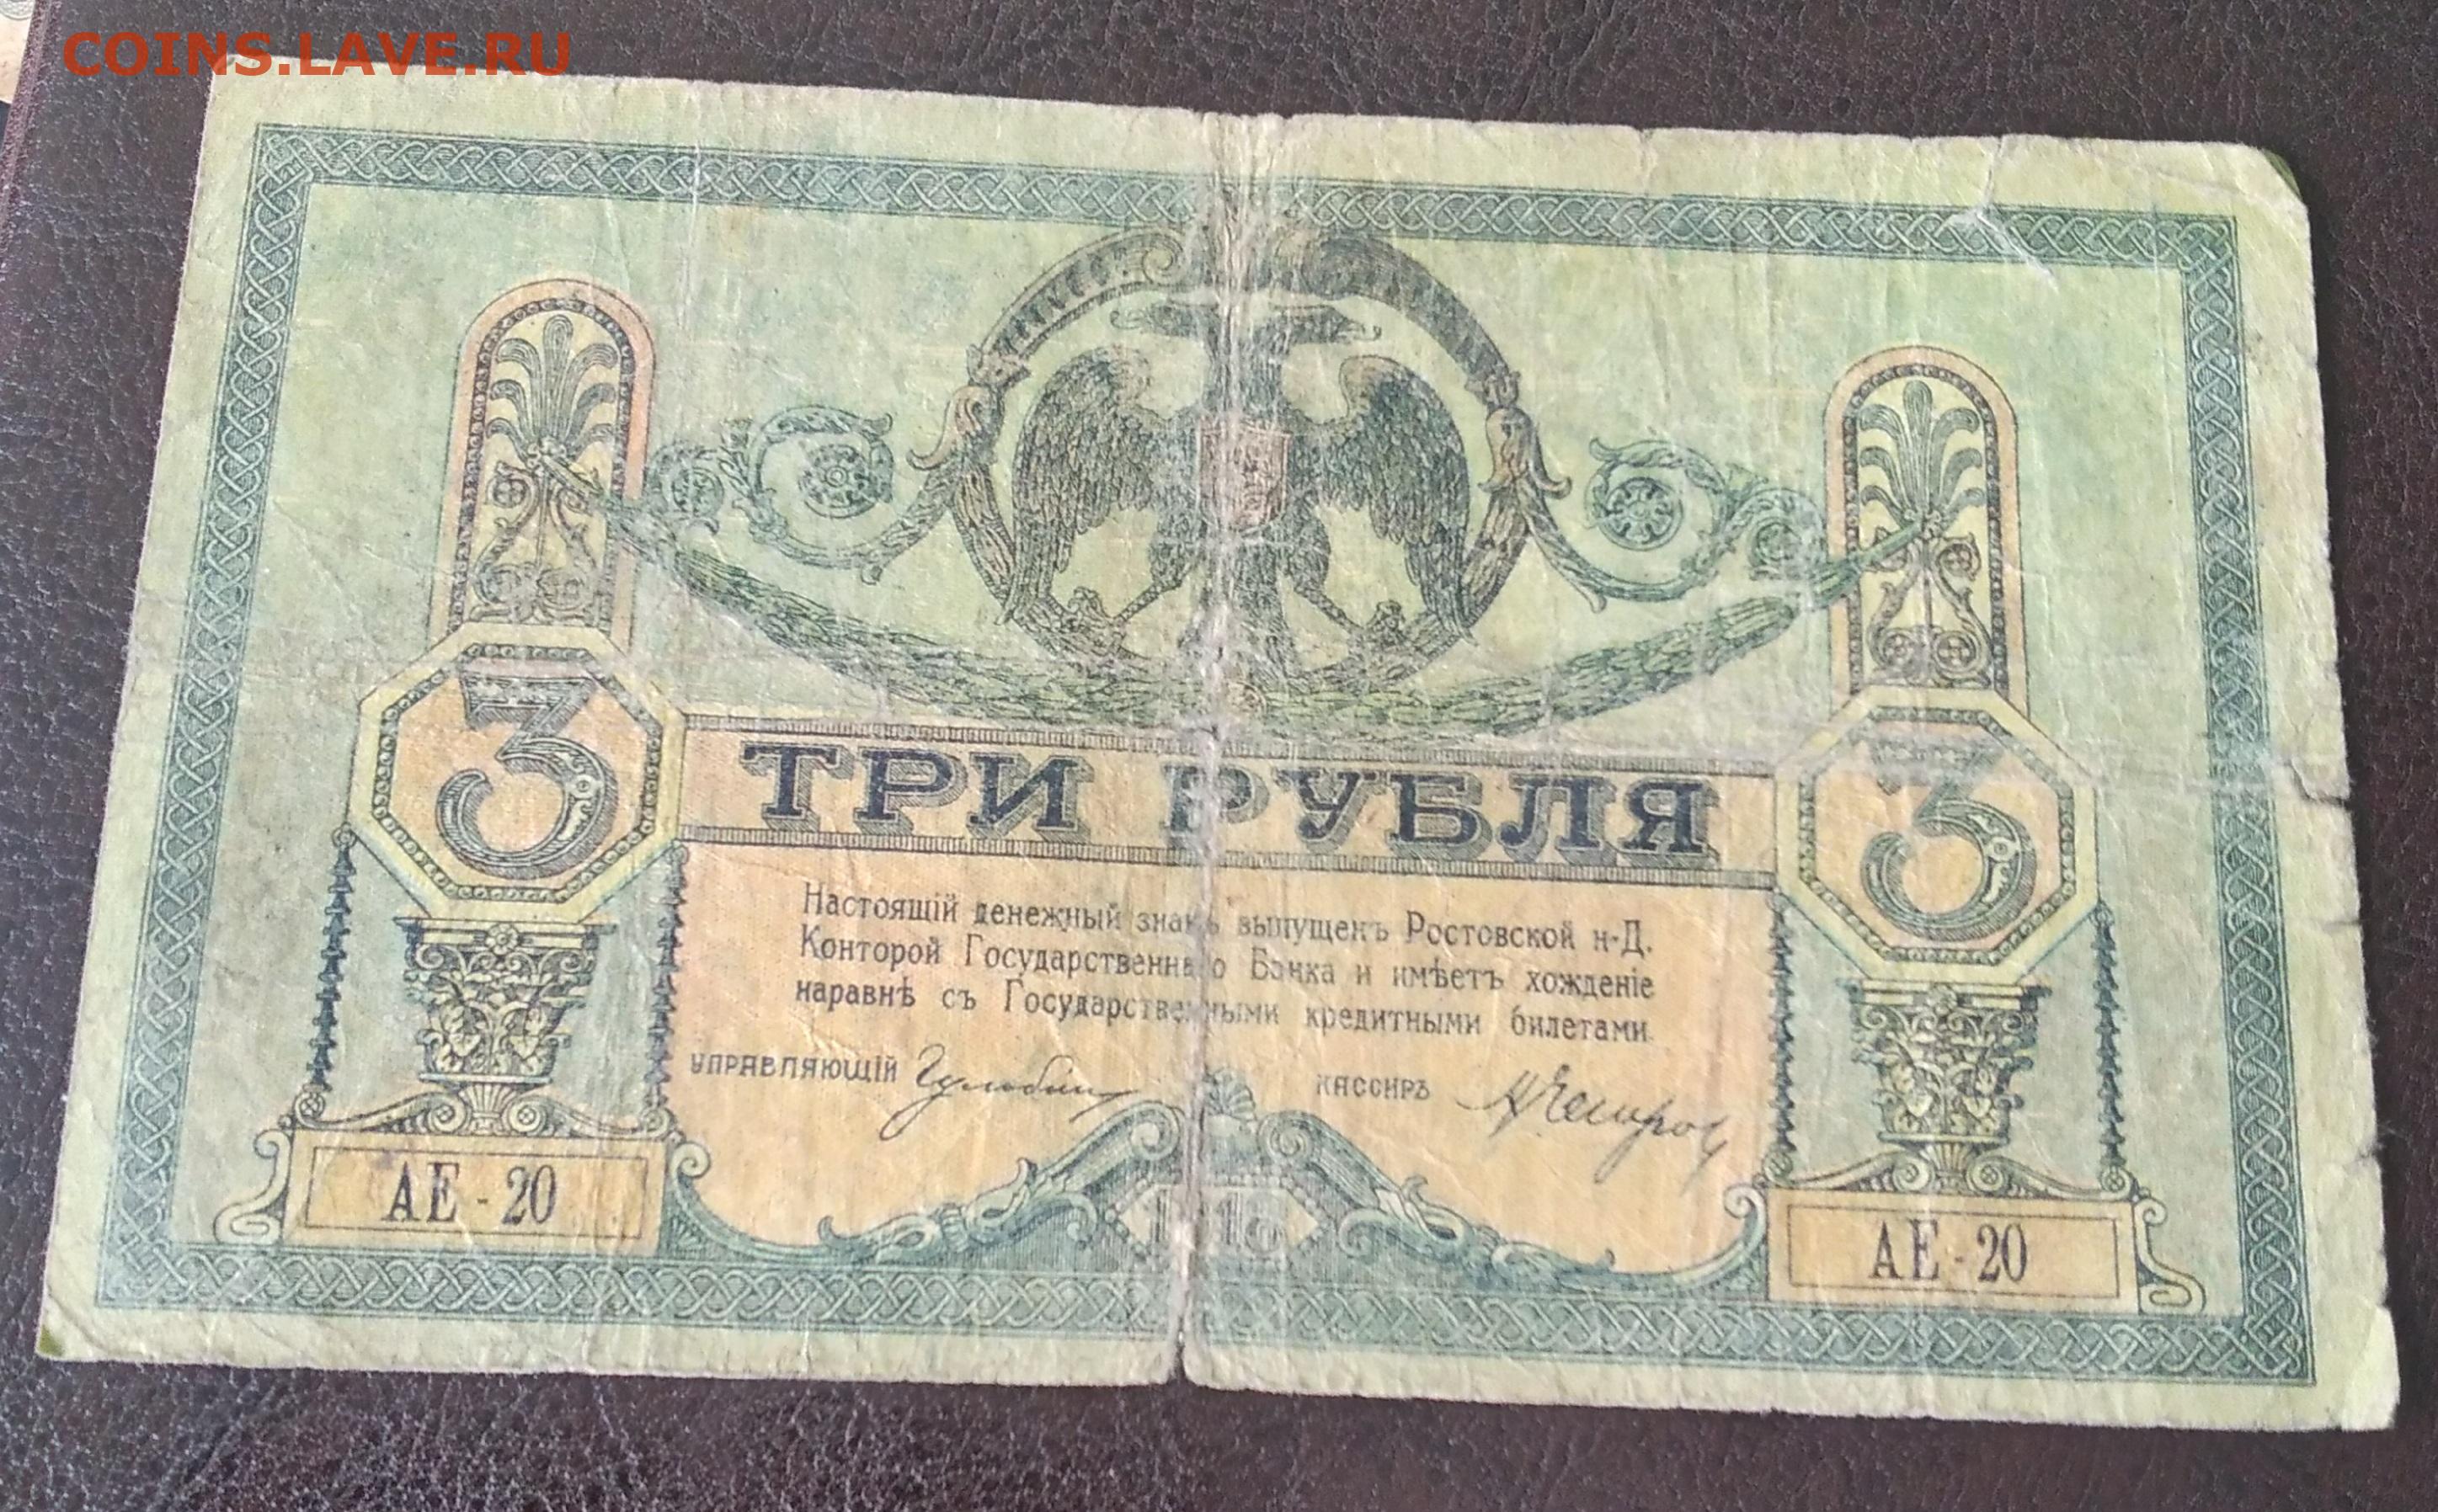 COINS.LAVE.RU
3
3
ТРИ РУБЛЯ
Настоящій денежный знакъ выпущенъ Ростовской н-Д.
Конторой Государственнаго Банка и имѣетъ хожденіе
наравнѣ съ Государственными кредитными билетами.
УПРАВЛЯЮЩІЙ
КАССИРЪ
АЕ - 20
1918
АЕ - 20